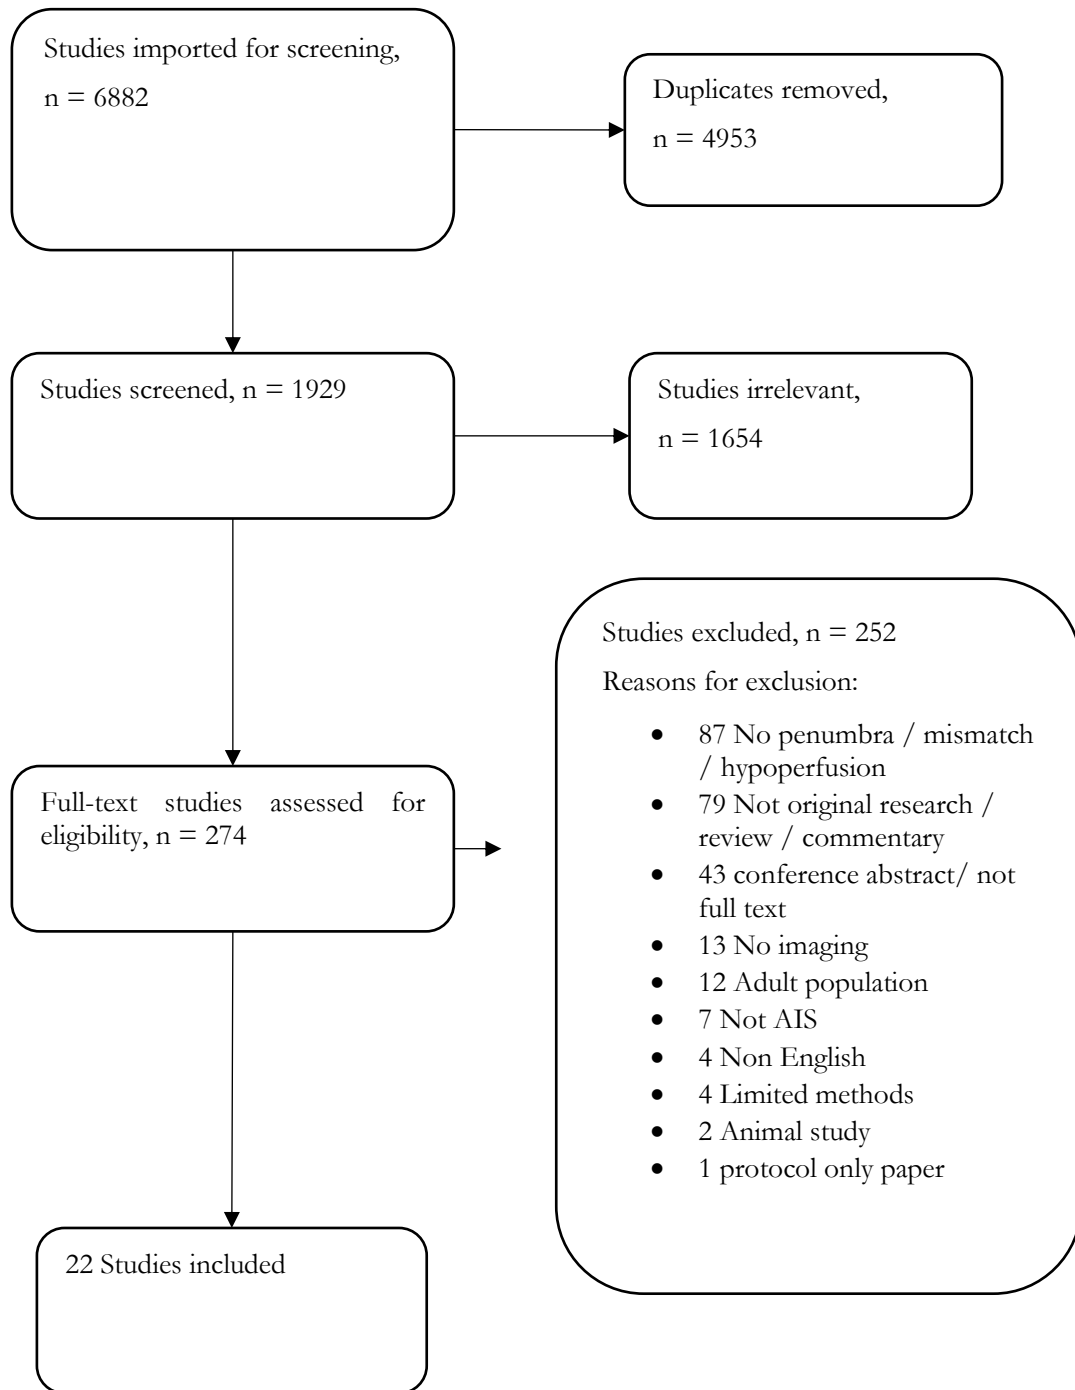 Studies imported for screening,
n = 6882
Duplicates removed,
n = 4953
Studies screened, n = 1929
Studies irrelevant,
n = 1654
Full-text studies assessed for
eligibility, n = 274
Studies excluded, n = 252
Reasons for exclusion:
• 87 No penumbra / mismatch
/ hypoperfusion
• 79 Not original research /
review / commentary
• 43 conference abstract/ not
full text
• 13 No imaging
• 12 Adult population
• 7 Not AIS
• 4 Non English
• 4 Limited methods
• 2 Animal study
• 1 protocol only paper
22 Studies included